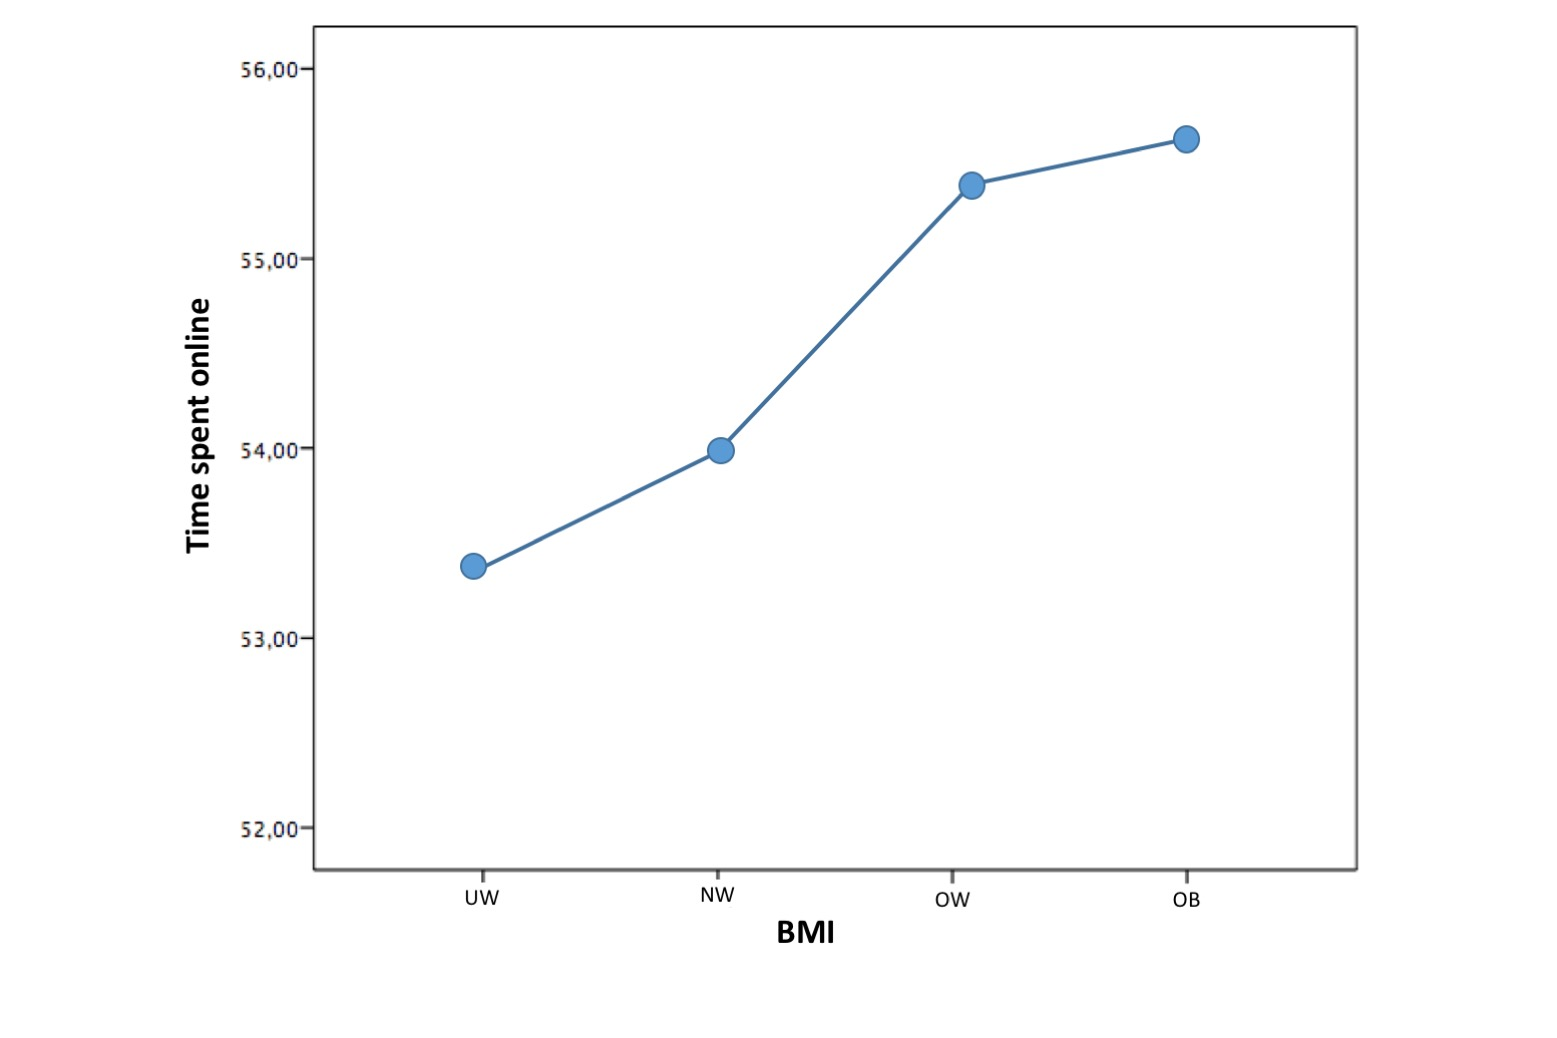 56,00
55,00
54,00
53,00
52,00
Time spent online
UW
NW
OW
OB
BMI